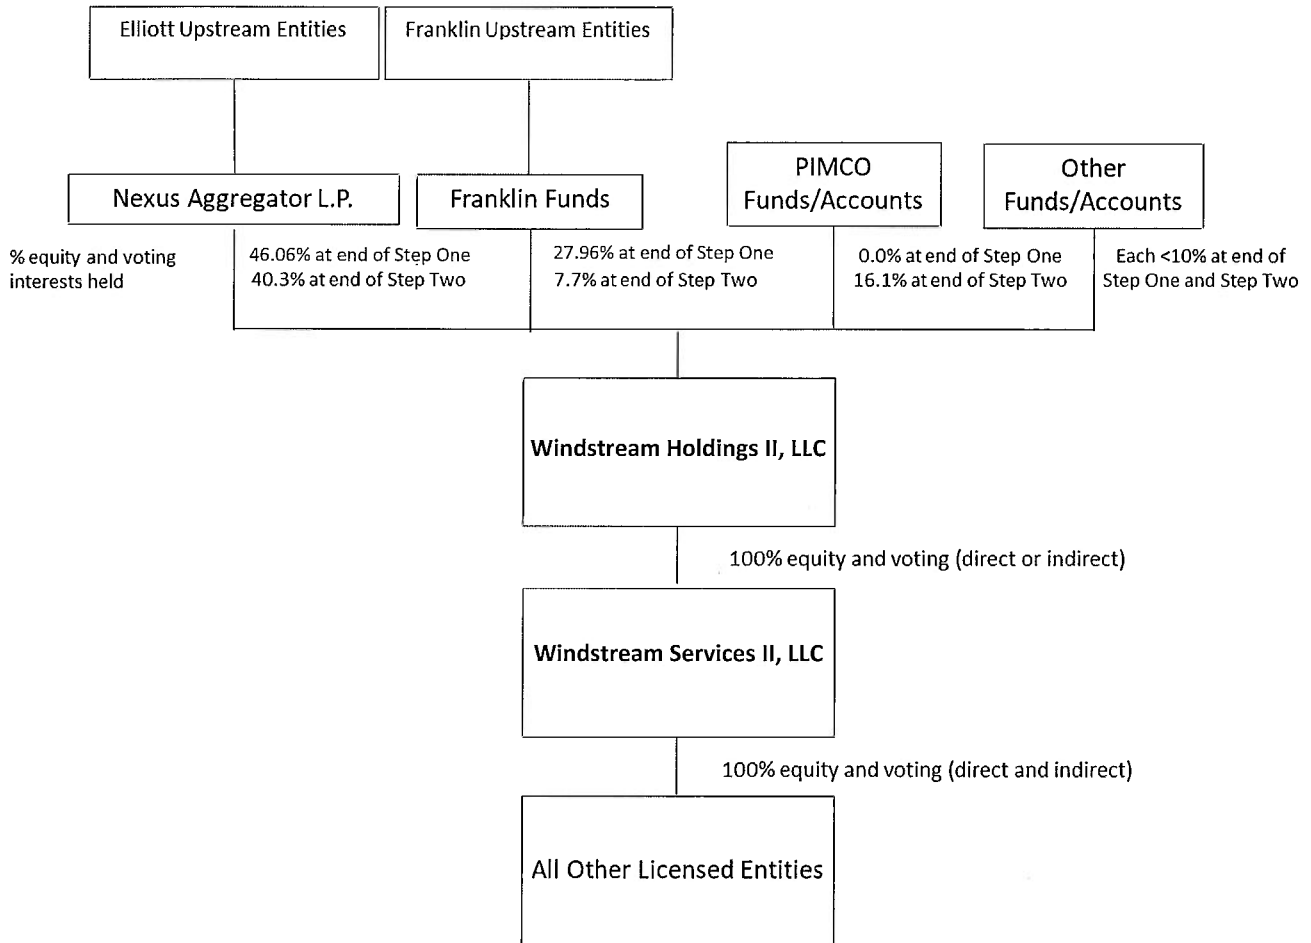 Elliott Upstream Entities
Franklin Upstream Entities
Nexus Aggregator L.P.
Franklin Funds
PIMCO
Funds/Accounts
Other
Funds/Accounts
% equity and voting
interests held
46.06% at end of Step One
40.3% at end of Step Two
27.96% at end of Step One
7.7% at end of Step Two
0.0% at end of Step One
16.1% at end of Step Two
Each <10% at end of
Step One and Step Two
Windstream Holdings II, LLC
100% equity and voting (direct or indirect)
Windstream Services II, LLC
100% equity and voting (direct and indirect)
All Other Licensed Entities